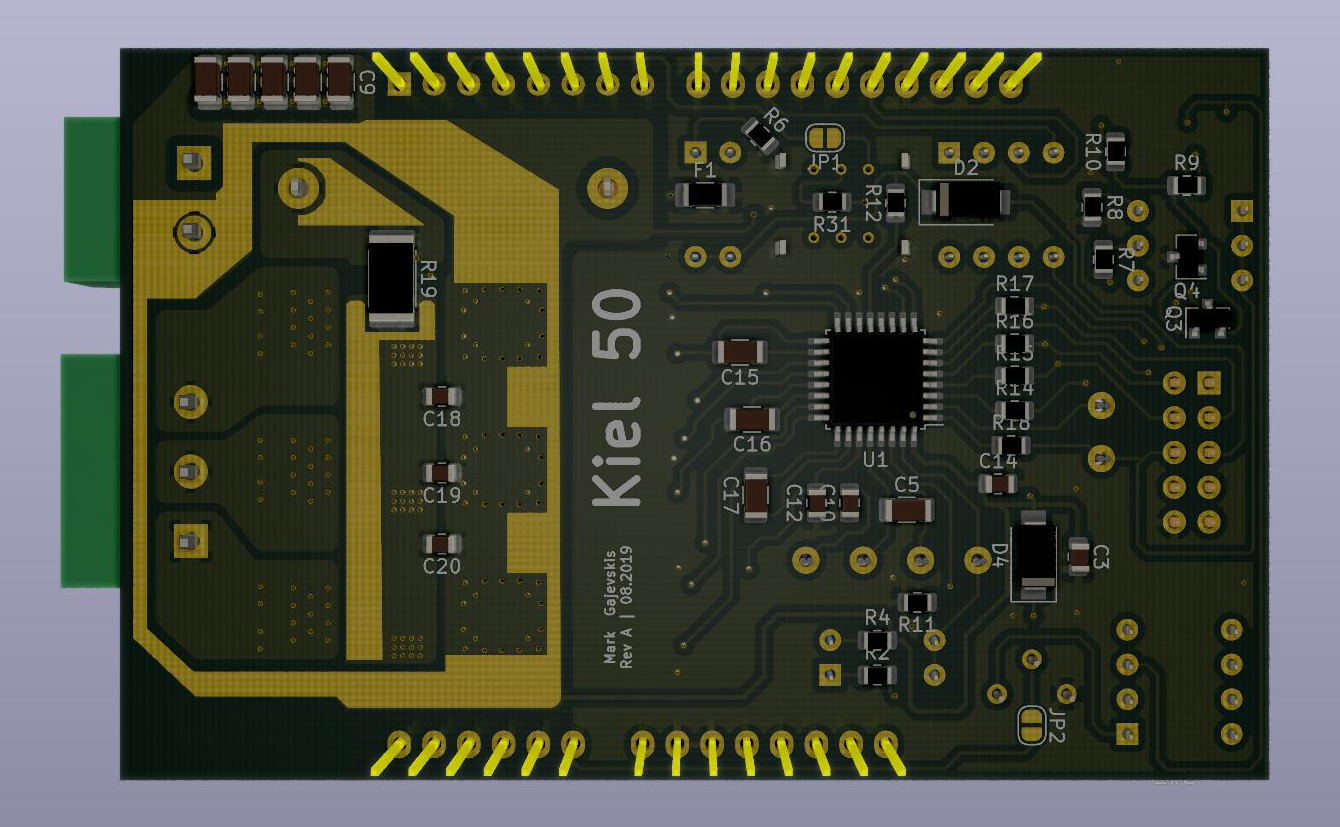 C9
R6
JP1
F1
D2
R10
R9
R31
R12
R8
R7
R19
Q4
Q3
R17
R16
R14
R18
Kiel 50
C15
C16
C18
U1
C14
C17
C12
C10
C5
C19
D4
C3
C20
Mark Gajevskis
Rev A | 08.2019
R11
R4
R2
JP2